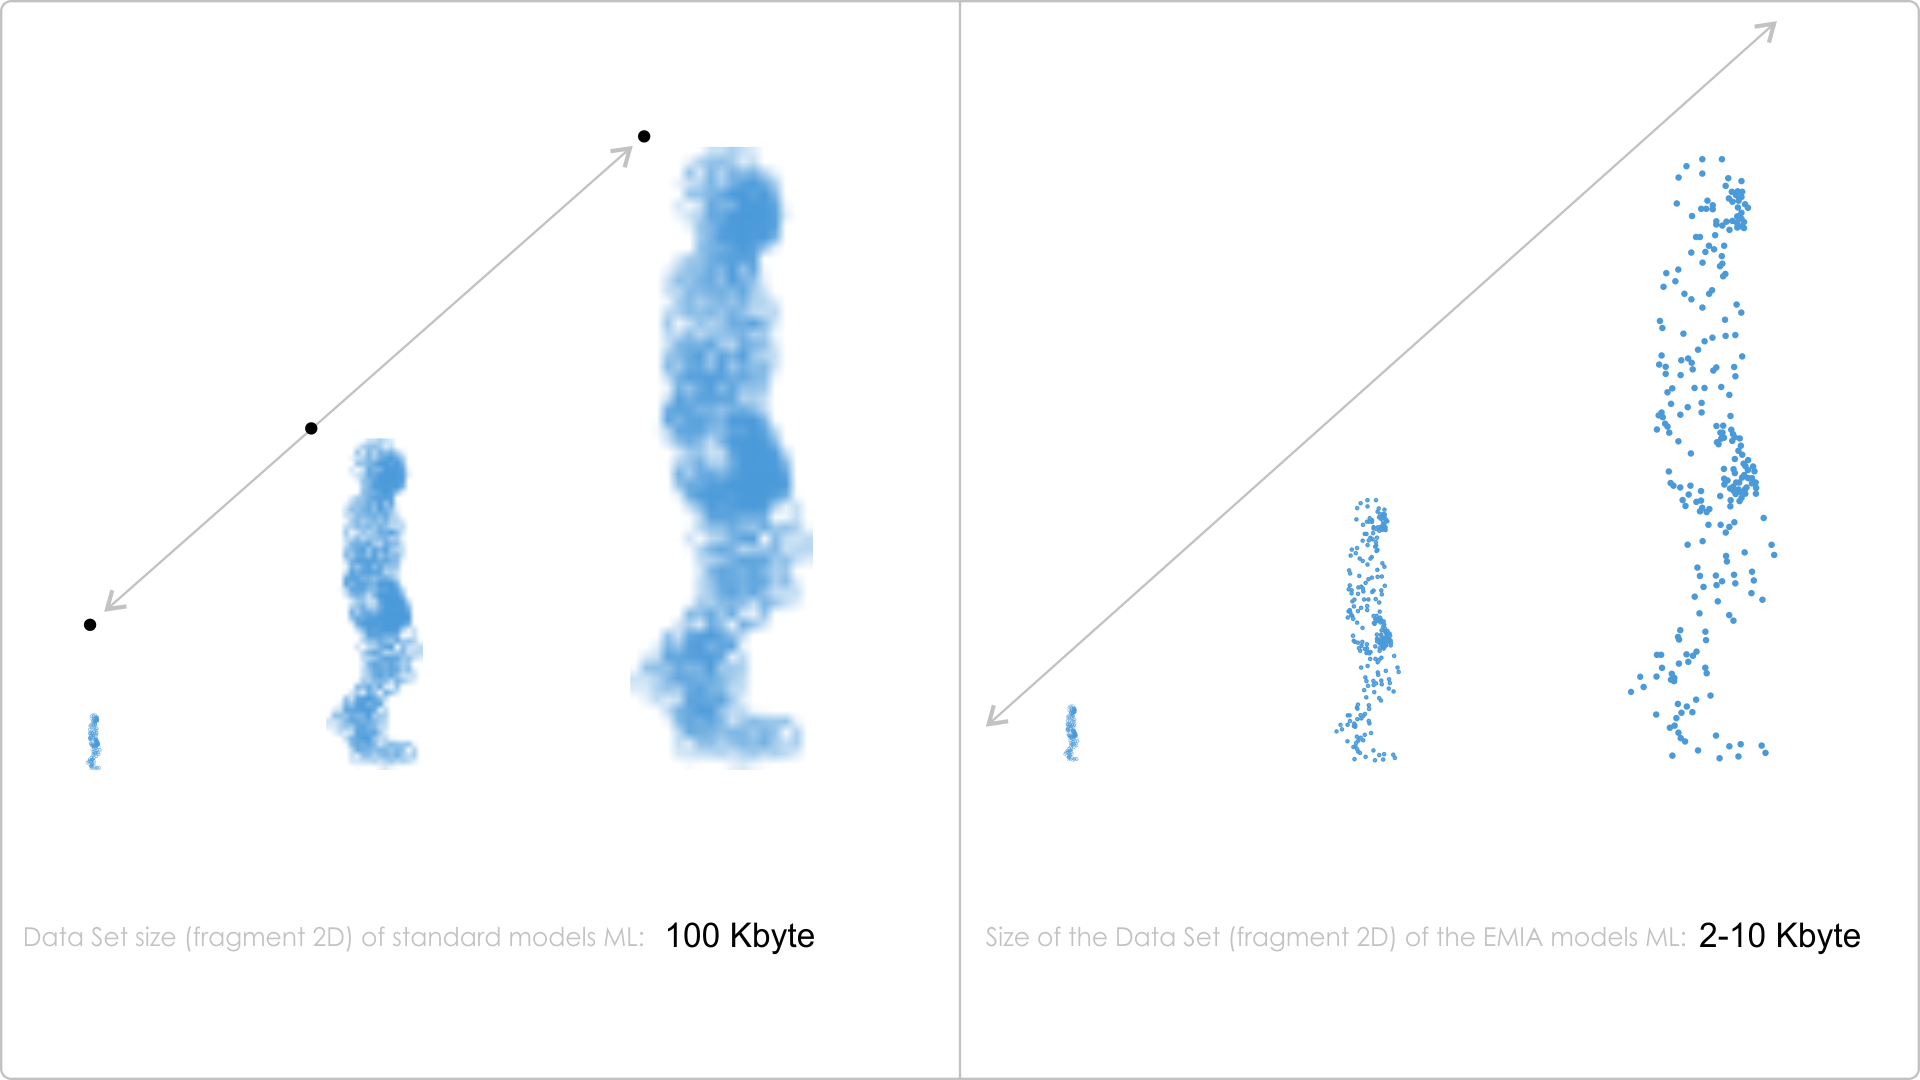 Data Set size (fragment 2D) of standard models ML: 100 Kbyte
Size of the Data Set (fragment 2D) of the EMIA models ML: 2-10 Kbyte